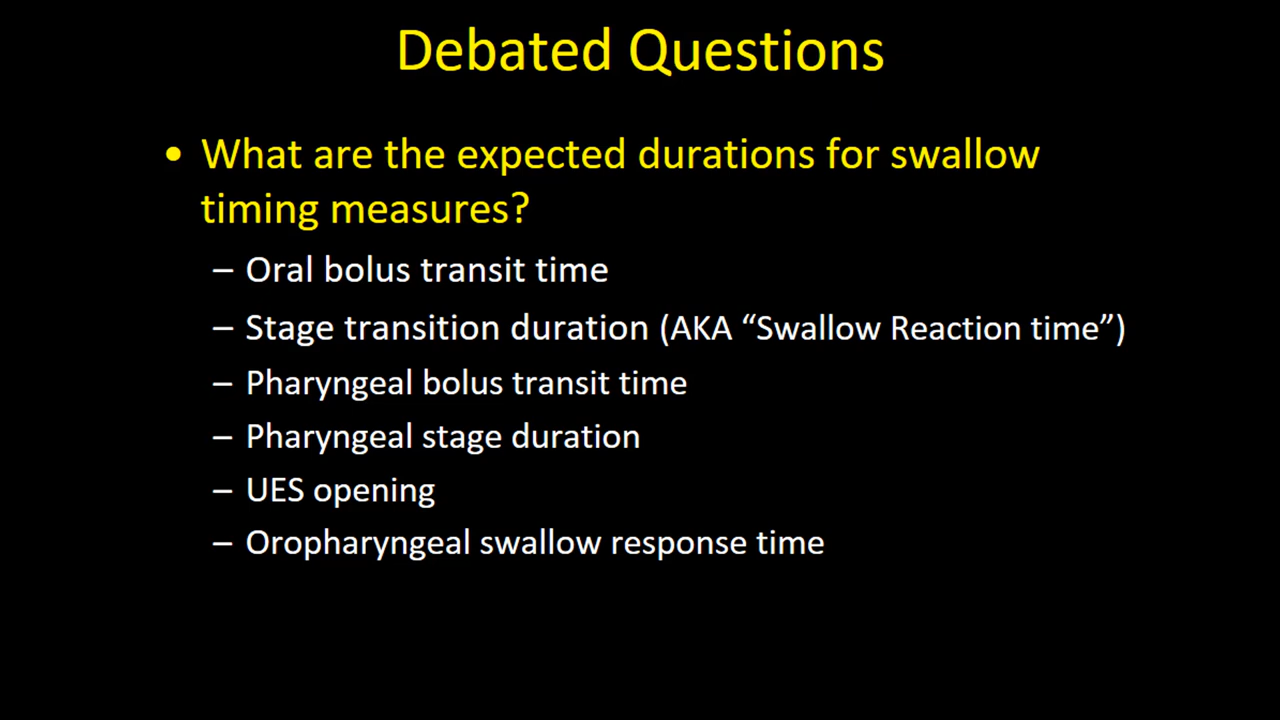 Debated Questions
• What are the expected durations for swallow
timing measures?
– Oral bolus transit time
– Stage transition duration (AKA “Swallow Reaction time”)
– Pharyngeal bolus transit time
– Pharyngeal stage duration
– UES opening
– Oropharyngeal swallow response time